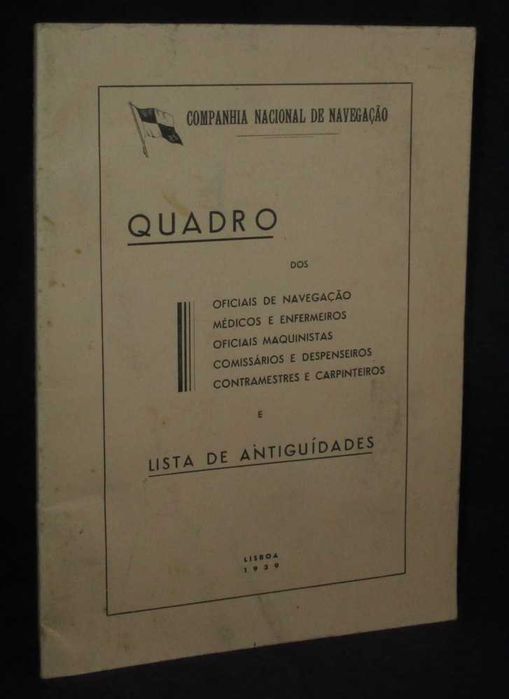 COMPANHIA NACIONAL DE NAVEGAÇÃO
QUADRO
DOS
OFICIAIS DE NAVEGAÇÃO
MÉDICOS E ENFERMEIROS
OFICIAIS MAQUINISTAS
COMISSÁRIOS E DESPENSEIROS
CONTRAMESTRES E CARPINTEIROS
E
LISTA DE ANTIGUÍDADES
LISBOA
1939